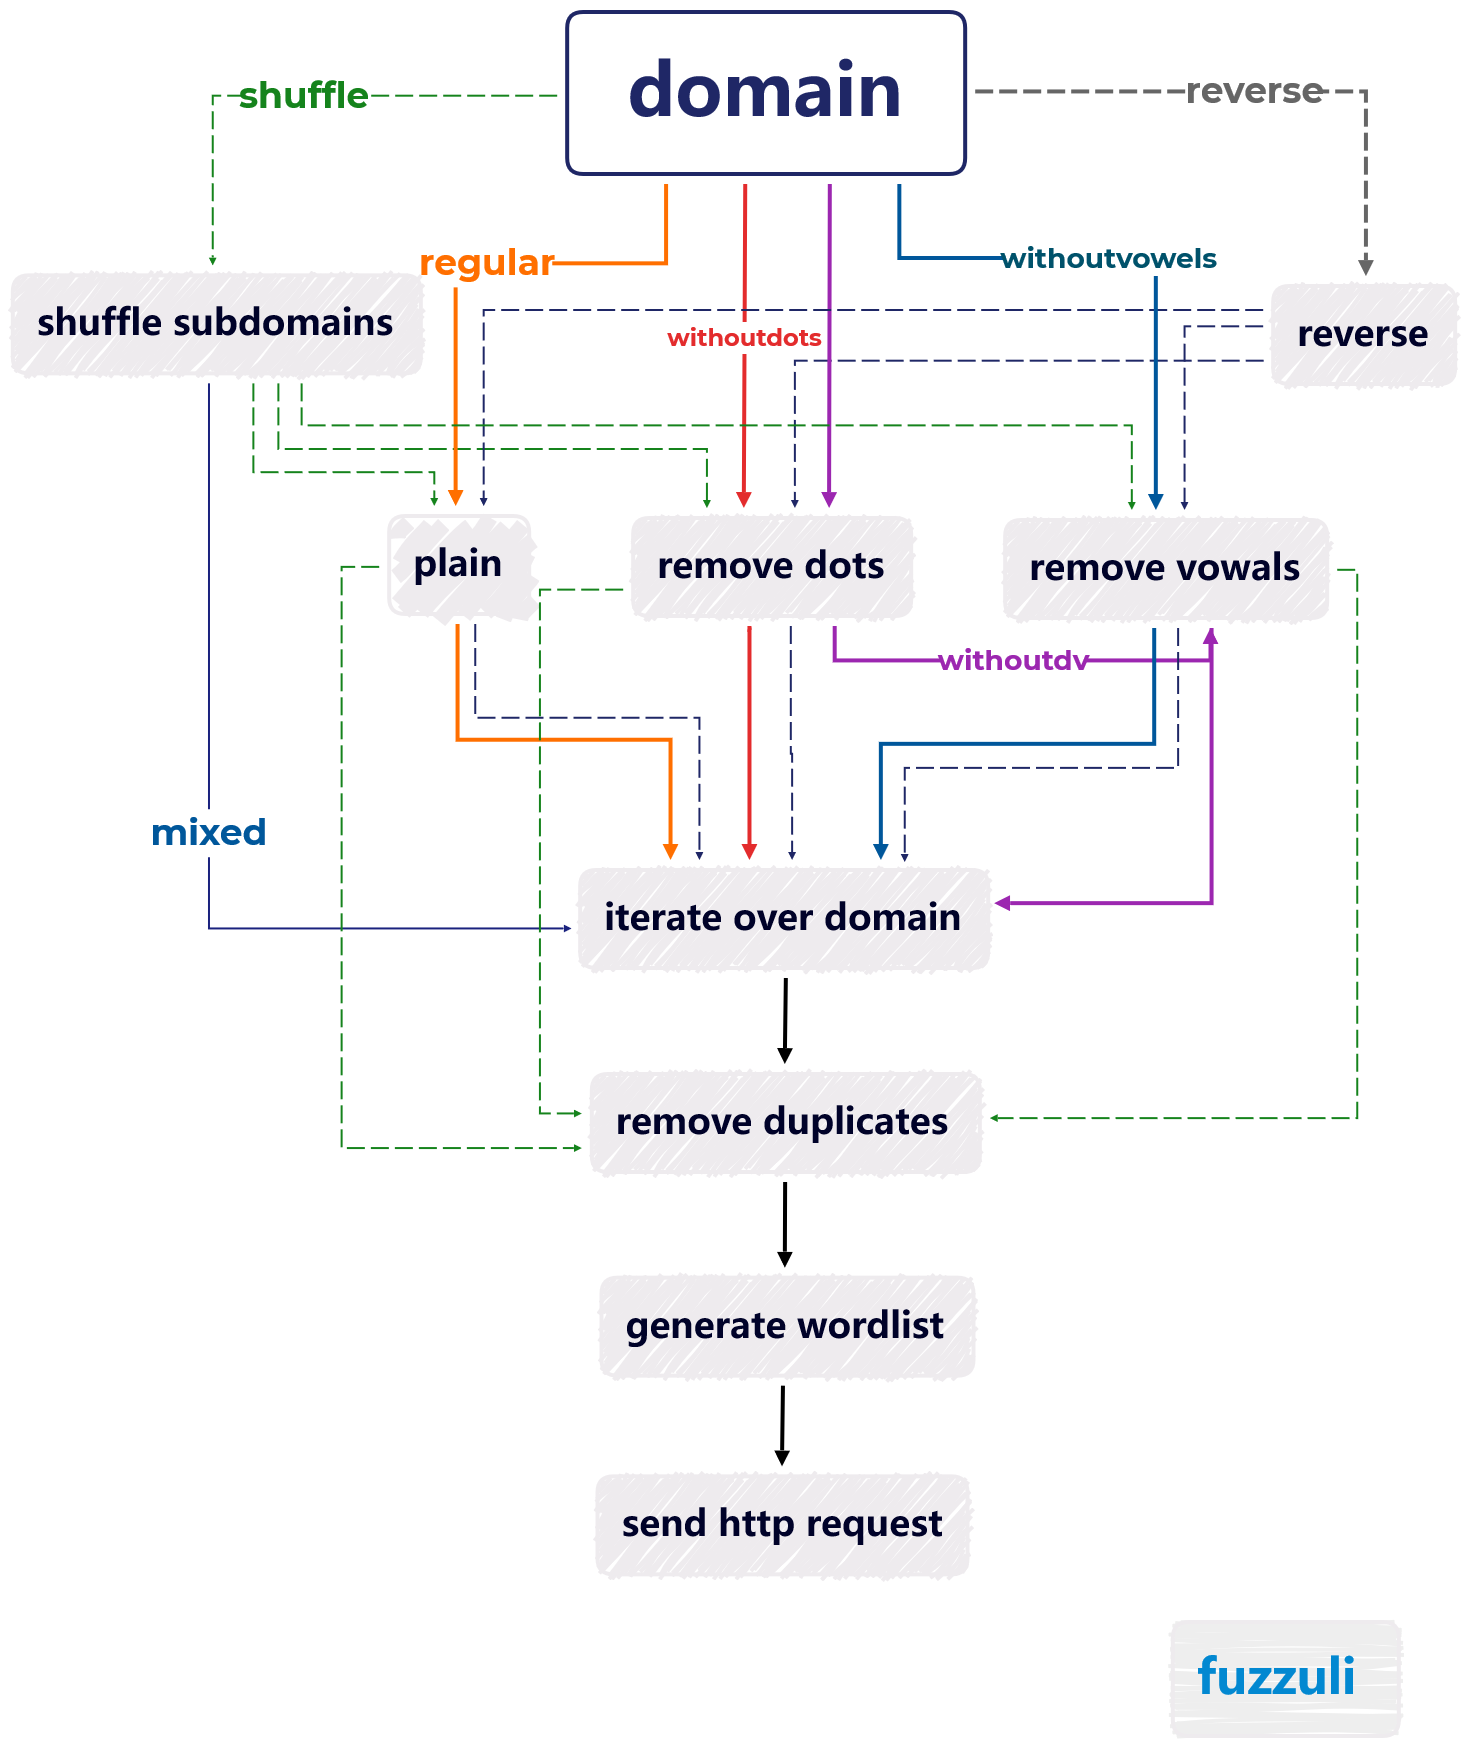 domain
shuffle
reverse
regular
withoutvowels
shuffle subdomains
withoutdots
reverse
plain
remove dots
remove vowals
withoutdv
mixed
iterate over domain
remove duplicates
generate wordlist
send http request
fuzzuli